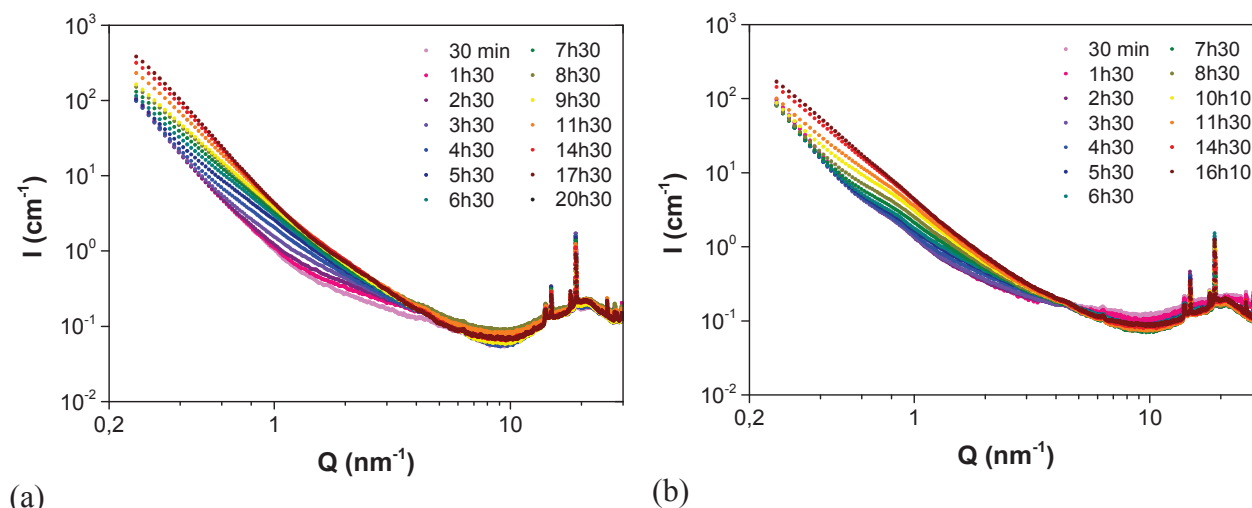 10³
10²
10¹
10⁰
10⁻¹
10⁻²
I (cm⁻¹)
30 min
1h30
2h30
3h30
4h30
5h30
6h30
7h30
8h30
9h30
11h30
14h30
17h30
20h30
0,2
1
10
Q (nm⁻¹)
(a)
10³
10²
10¹
10⁰
10⁻¹
10⁻²
I (cm⁻¹)
30 min
1h30
2h30
3h30
4h30
5h30
6h30
7h30
8h30
10h10
11h30
14h30
16h10
0,2
1
10
Q (nm⁻¹)
(b)